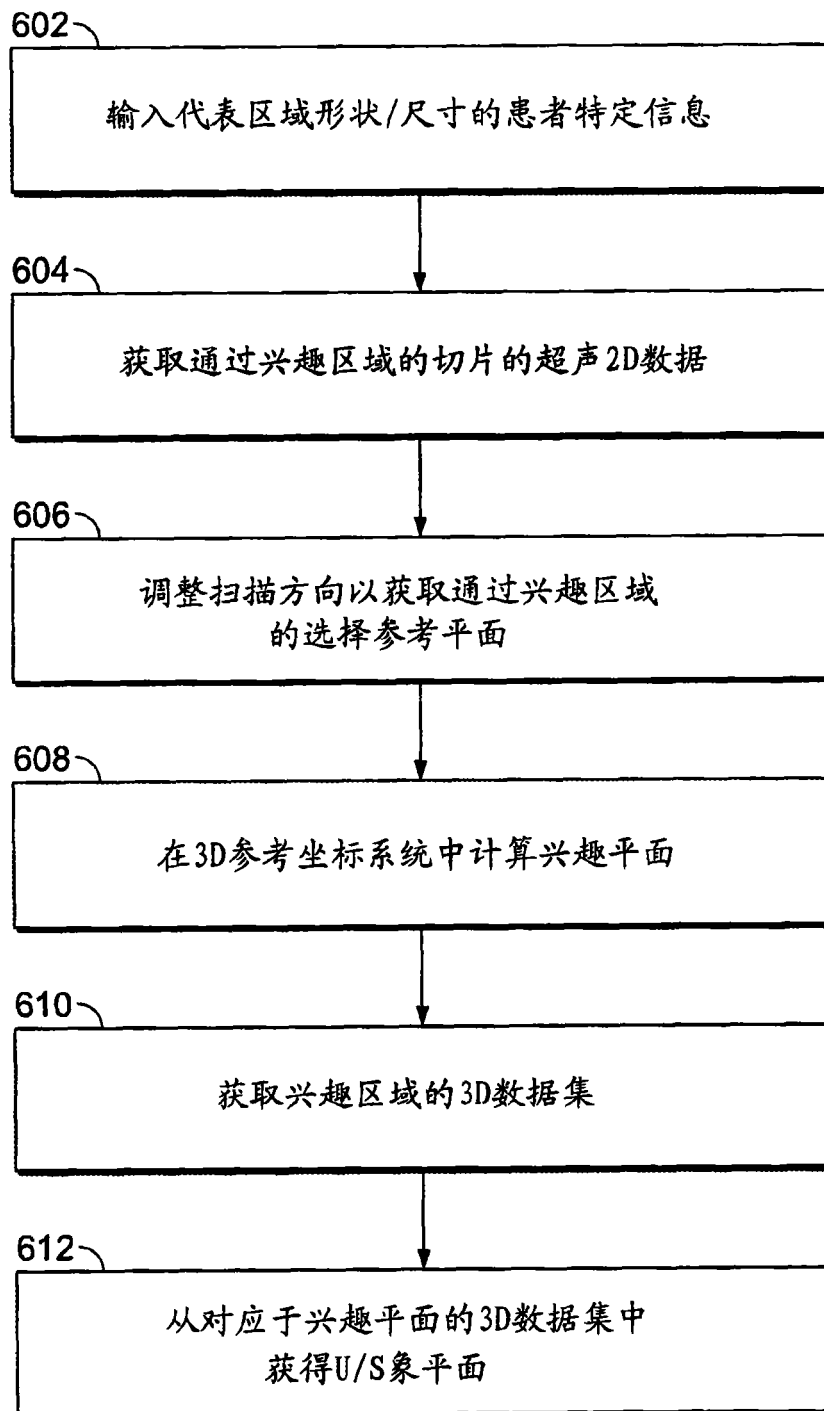 602
输入代表区域形状/尺寸的患者特定信息
604
获取通过兴趣区域的切片的超声2D数据
606
调整扫描方向以获取通过兴趣区域
的选择参考平面
608
在3D参考坐标系统中计算兴趣平面
610
获取兴趣区域的3D数据集
612
从对应于兴趣平面的3D数据集中
获得U/S象平面